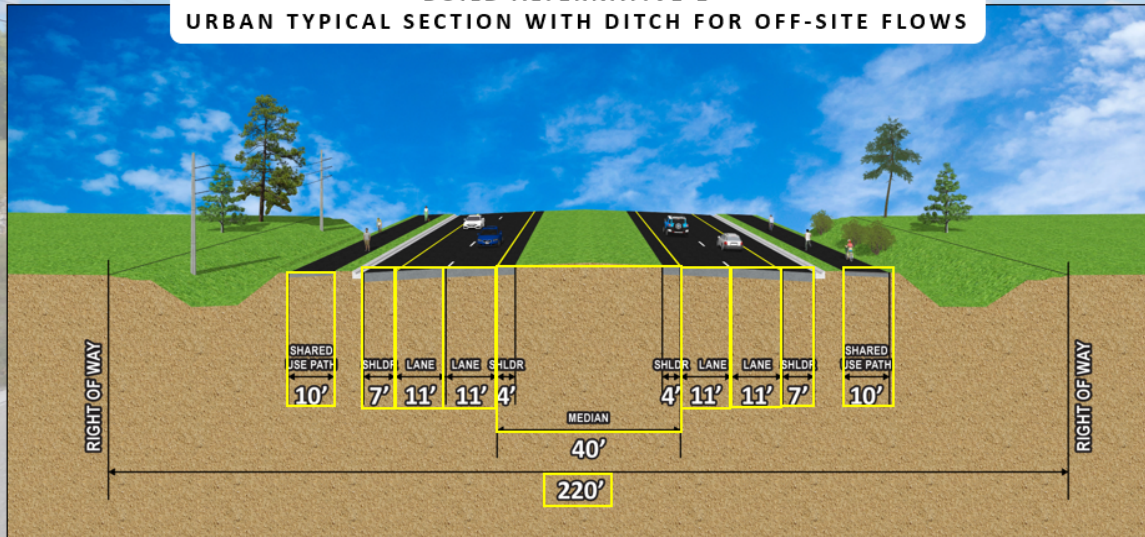 URBAN TYPICAL SECTION WITH DITCH FOR OFF-SITE FLOWS
RIGHT OF WAY
SHARED
USE PATH
10’
SHLDR
7’
LANE
11’
LANE
11’
SHLDR
4’
MEDIAN
40’
SHLDR
4’
LANE
11’
LANE
11’
SHLDR
7’
SHARED
USE PATH
10’
RIGHT OF WAY
220’